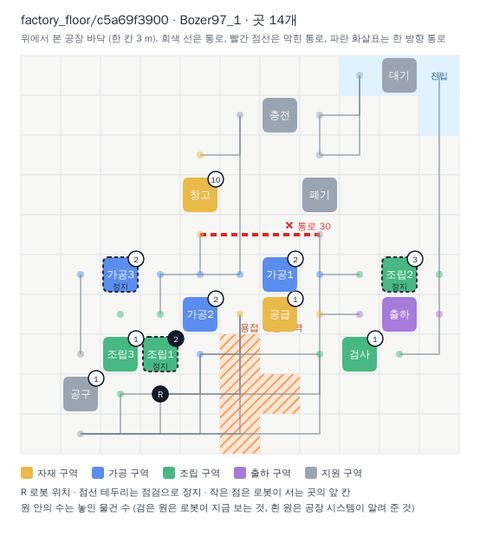 factory_floor/c5a69f3900 · Bozer97_1 · 곳 14개
위에서 본 공장 바닥 (한 칸 3 m). 회색 선은 통로, 빨간 점선은 막힌 통로, 파란 화살표는 한 방향 통로
대기
충전
10
창고
폐기
✖ 통로 30
2
가공3
정지
2
가공1
3
조립2
정지
2
가공2
1
공급
출하
용접
역
1
조립3
2
조립1
정지
1
검사
1
공구
R
자재 구역
가공 구역
조립 구역
출하 구역
지원 구역
R 로봇 위치 · 점선 테두리는 점검으로 정지 · 작은 점은 로봇이 서는 곳의 앞 칸
원 안의 수는 놓인 물건 수 (검은 원은 로봇이 지금 보는 것, 흰 원은 공장 시스템이 알려 준 것)